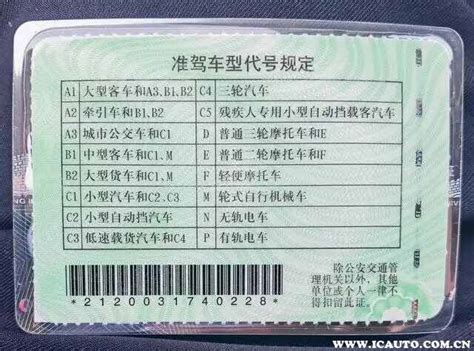 准驾车型代号规定
A1 大型客车和A3、B1、B2 C4 三轮汽车
A2 牵引车和B1、B2 C5 残疾人专用小型自动挡载客汽车
A3 城市公交车和C1 D 普通三轮摩托车和E
B1 中型客车和C1、M E 普通二轮摩托车和F
B2 大型货车和C1、M F 轻便摩托车
C1 小型汽车和C2、C3 M 轮式自行机械车
C2 小型自动挡汽车 N 无轨电车
C3 低速载货汽车和C4 P 有轨电车
除公安交通管
理机关以外,其他
单位或个人一律不
得扣留此证。
*2120031740228*
www.ICAUTO.com.cn